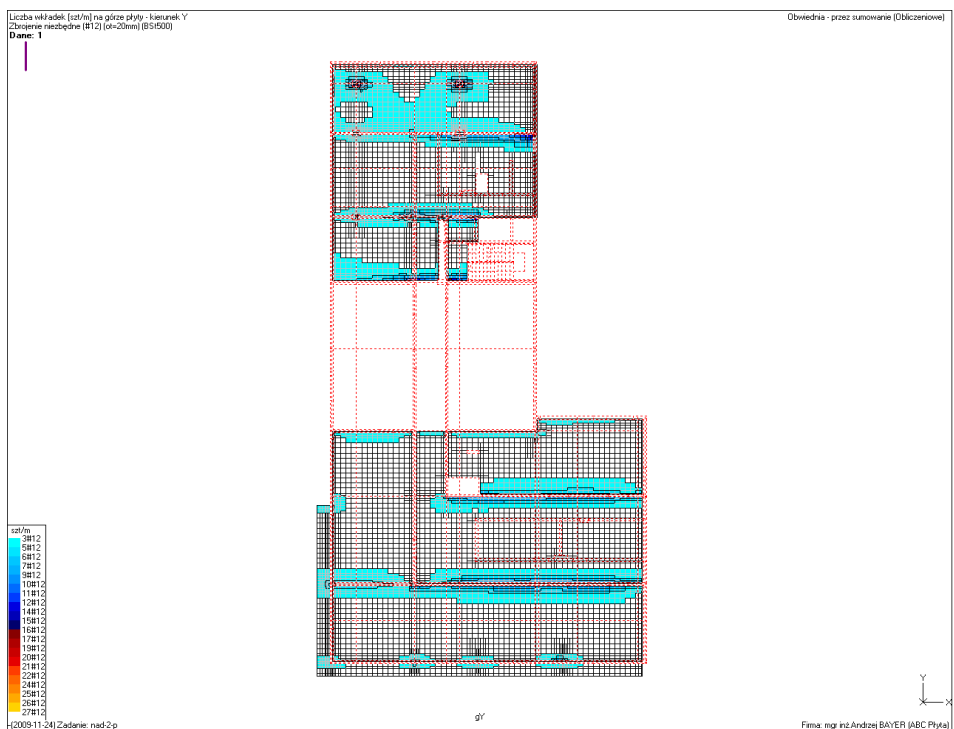 Liczba wkładek [szt/m] na górze płyty - kierunek Y
Zbrojenie niezbędne (#12) (ot=20mm) (BSt500)
Dane: 1
Obwiednia - przez sumowanie (Obliczeniowe)
szt/m
3#12
5#12
6#12
7#12
9#12
10#12
11#12
12#12
14#12
15#12
16#12
17#12
19#12
20#12
21#12
22#12
24#12
25#12
26#12
27#12
Y
X
gY
-(2009-11-24) Zadanie: nad-2-p
Firma: mgr inż.Andrzej BAYER (ABC Płyta)